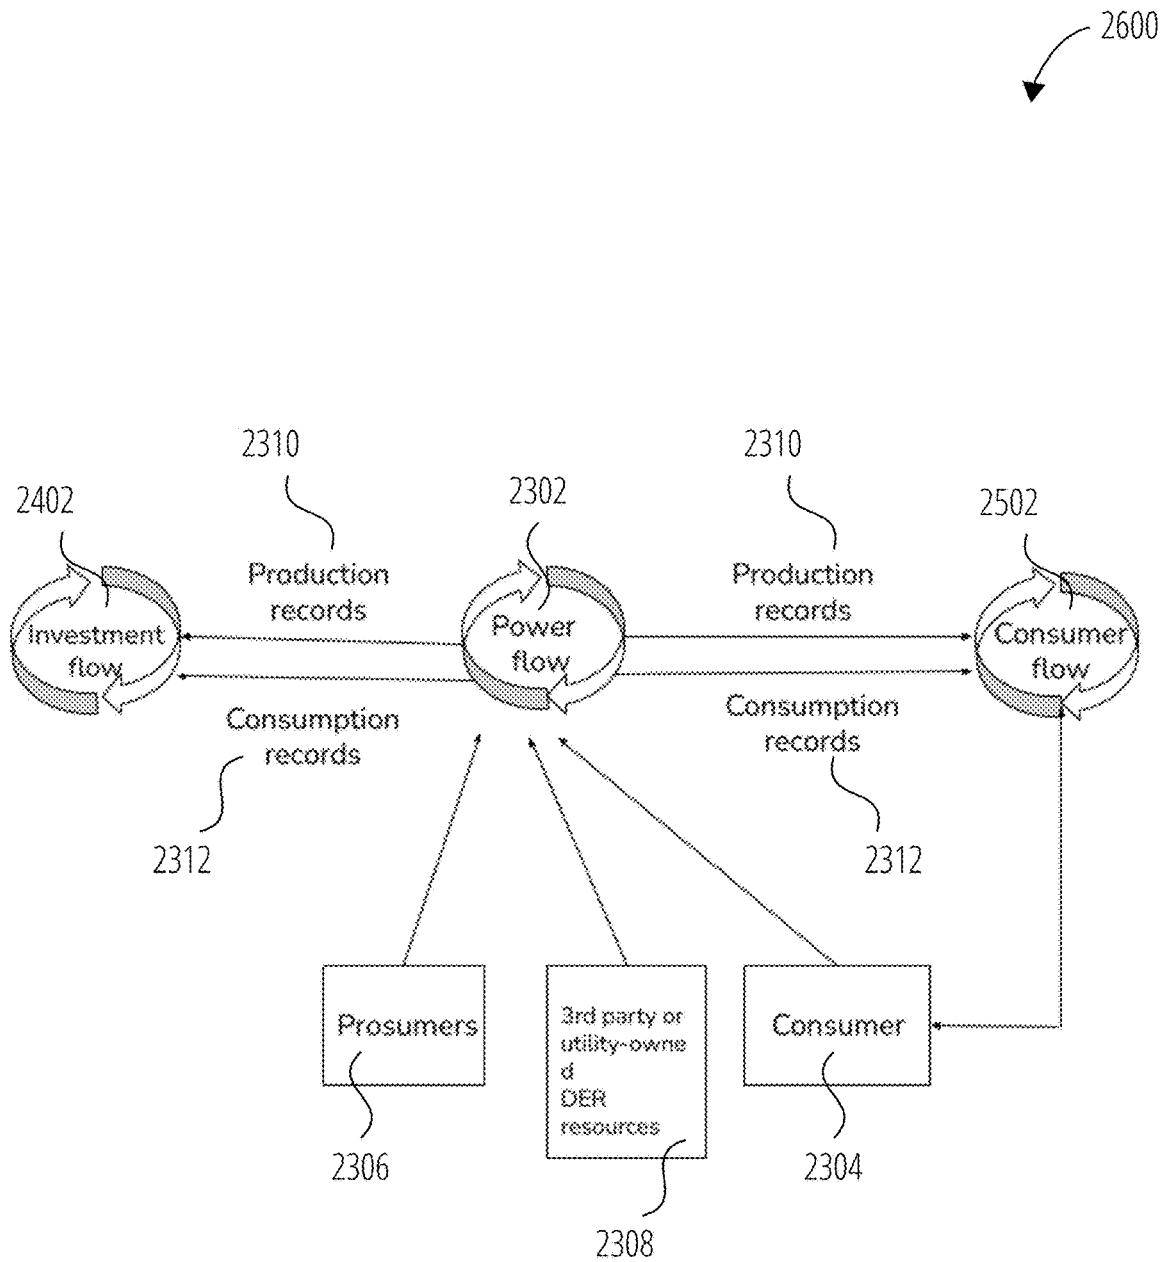 2600
2310
2310
2402
2302
2502
Production
records
Production
records
Investment
flow
Power
flow
Consumer
flow
Consumption
records
Consumption
records
2312
2312
Prosumers
3rd party or
utility-owne
d
DER
resources
Consumer
2306
2304
2308